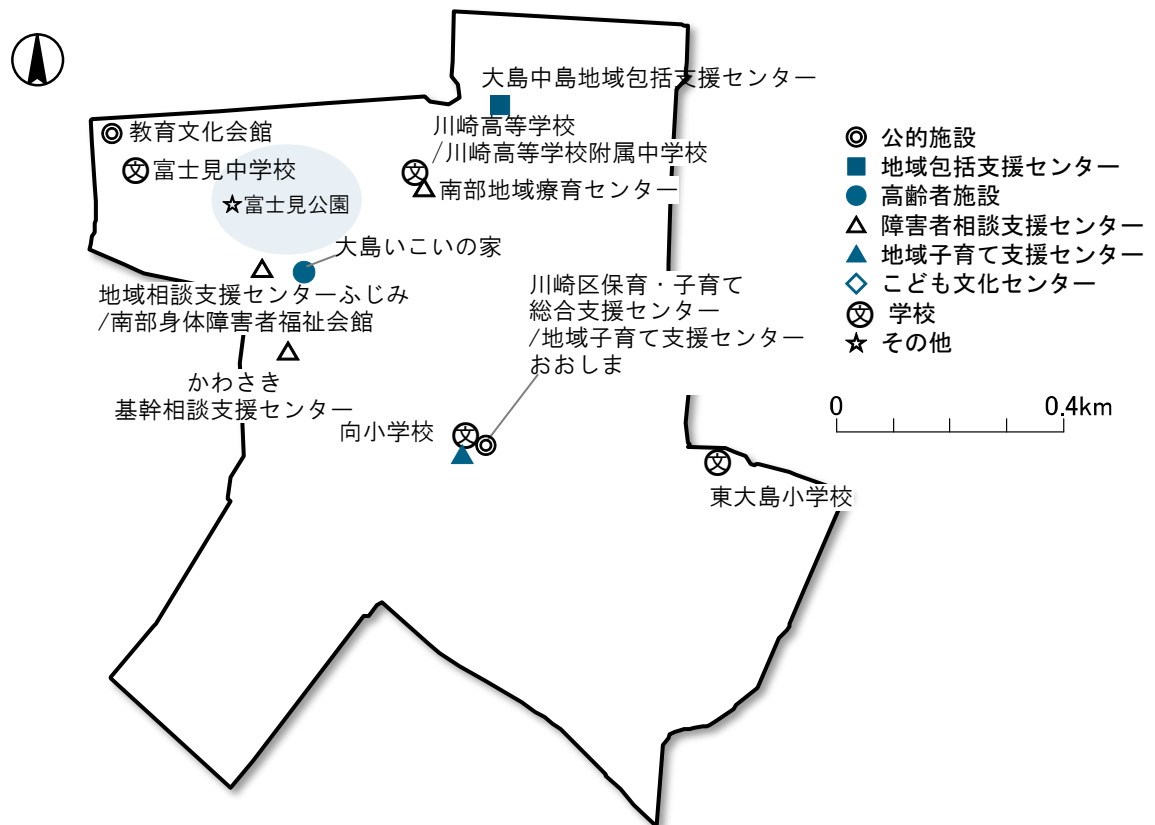 大島中島地域包括支援センター
教育文化会館
川崎高等学校
/川崎高等学校附属中学校
文
富士見中学校
文
南部地域療育センター
富士見公園
大島いこいの家
地域相談支援センターふじみ
/南部身体障害者福祉会館
川崎区保育・子育て
総合支援センター
/地域子育て支援センター
おおしま
かわさき
基幹相談支援センター
向小学校
文
文
東大島小学校
公的施設
地域包括支援センター
高齢者施設
障害者相談支援センター
地域子育て支援センター
こども文化センター
文
学校
その他
0
0.4km